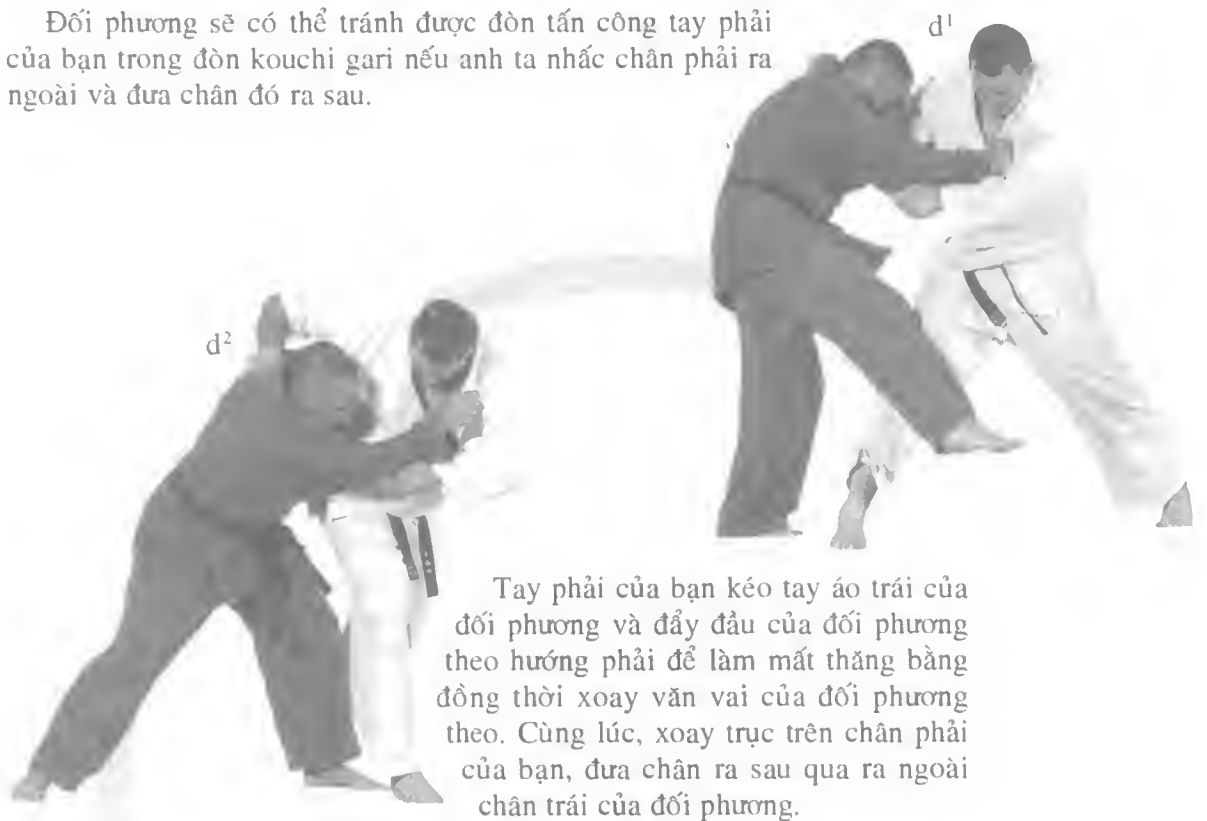 Đối phương sẽ có thể tránh được đòn tấn công tay phải
của bạn trong đòn kouchi gari nếu anh ta nhấc chân phải ra
ngoài và đưa chân đó ra sau.
d¹
d²
Tay phải của bạn kéo tay áo trái của
đối phương và đẩy đầu của đối phương
theo hướng phải để làm mất thăng bằng
đồng thời xoay văn vai của đối phương
theo. Cùng lúc, xoay trục trên chân phải
của bạn, đưa chân ra sau qua ra ngoài
chân trái của đối phương.